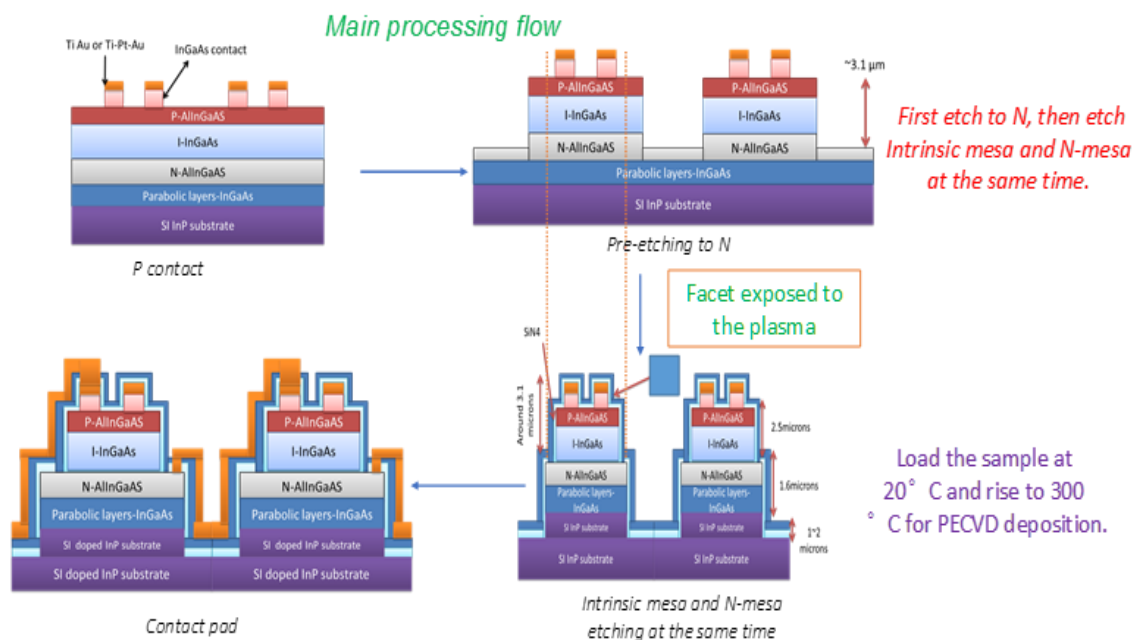 Main processing flow
Ti Au or Ti-Pt-Au
InGaAs contact
P-AlInGaAS
I-InGaAs
N-AlInGaAS
Parabolic layers-InGaAs
SI InP substrate
P contact
P-AlInGaAS
I-InGaAs
N-AlInGaAS
P-AlInGaAS
I-InGaAs
N-AlInGaAS
Parabolic layers-InGaAs
SI InP substrate
~3.1 µm
Pre-etching to N
First etch to N, then etch
Intrinsic mesa and N-mesa
at the same time.
Facet exposed to
the plasma
SiN4
Around 3.1
microns
P-AlInGaAS
I-InGaAs
N-AlInGaAS
Parabolic layers-
InGaAs
SI InP substrate
SI InP substrate
P-AlInGaAS
I-InGaAs
N-AlInGaAS
Parabolic layers-
InGaAs
SI InP substrate
SI InP substrate
2.5microns
1.6microns
1~2
microns
Intrinsic mesa and N-mesa
etching at the same time
Load the sample at
20° C and rise to 300
° C for PECVD deposition.
P-AlInGaAS
I-InGaAs
N-AlInGaAS
Parabolic layers-InGaAs
SI doped InP substrate
SI doped InP substrate
P-AlInGaAS
I-InGaAs
N-AlInGaAS
Parabolic layers-InGaAs
SI doped InP substrate
SI doped InP substrate
Contact pad